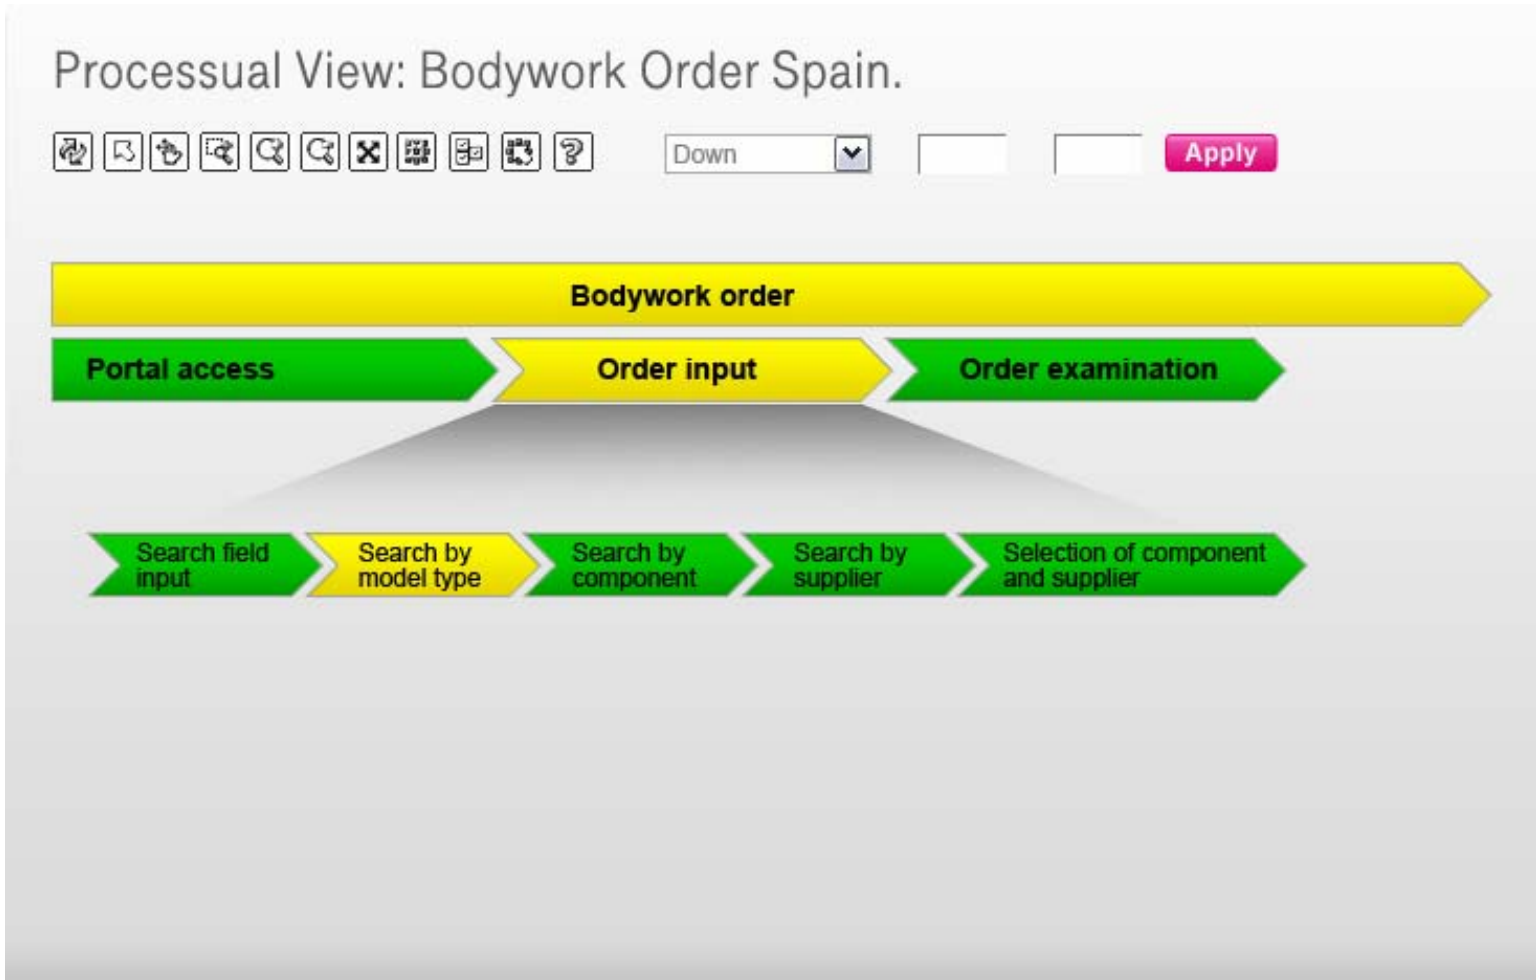 Processual View: Bodywork Order Spain.
Down
Apply
Bodywork order
Portal access
Order input
Order examination
Search field
input
Search by
model type
Search by
component
Search by
supplier
Selection of component
and supplier